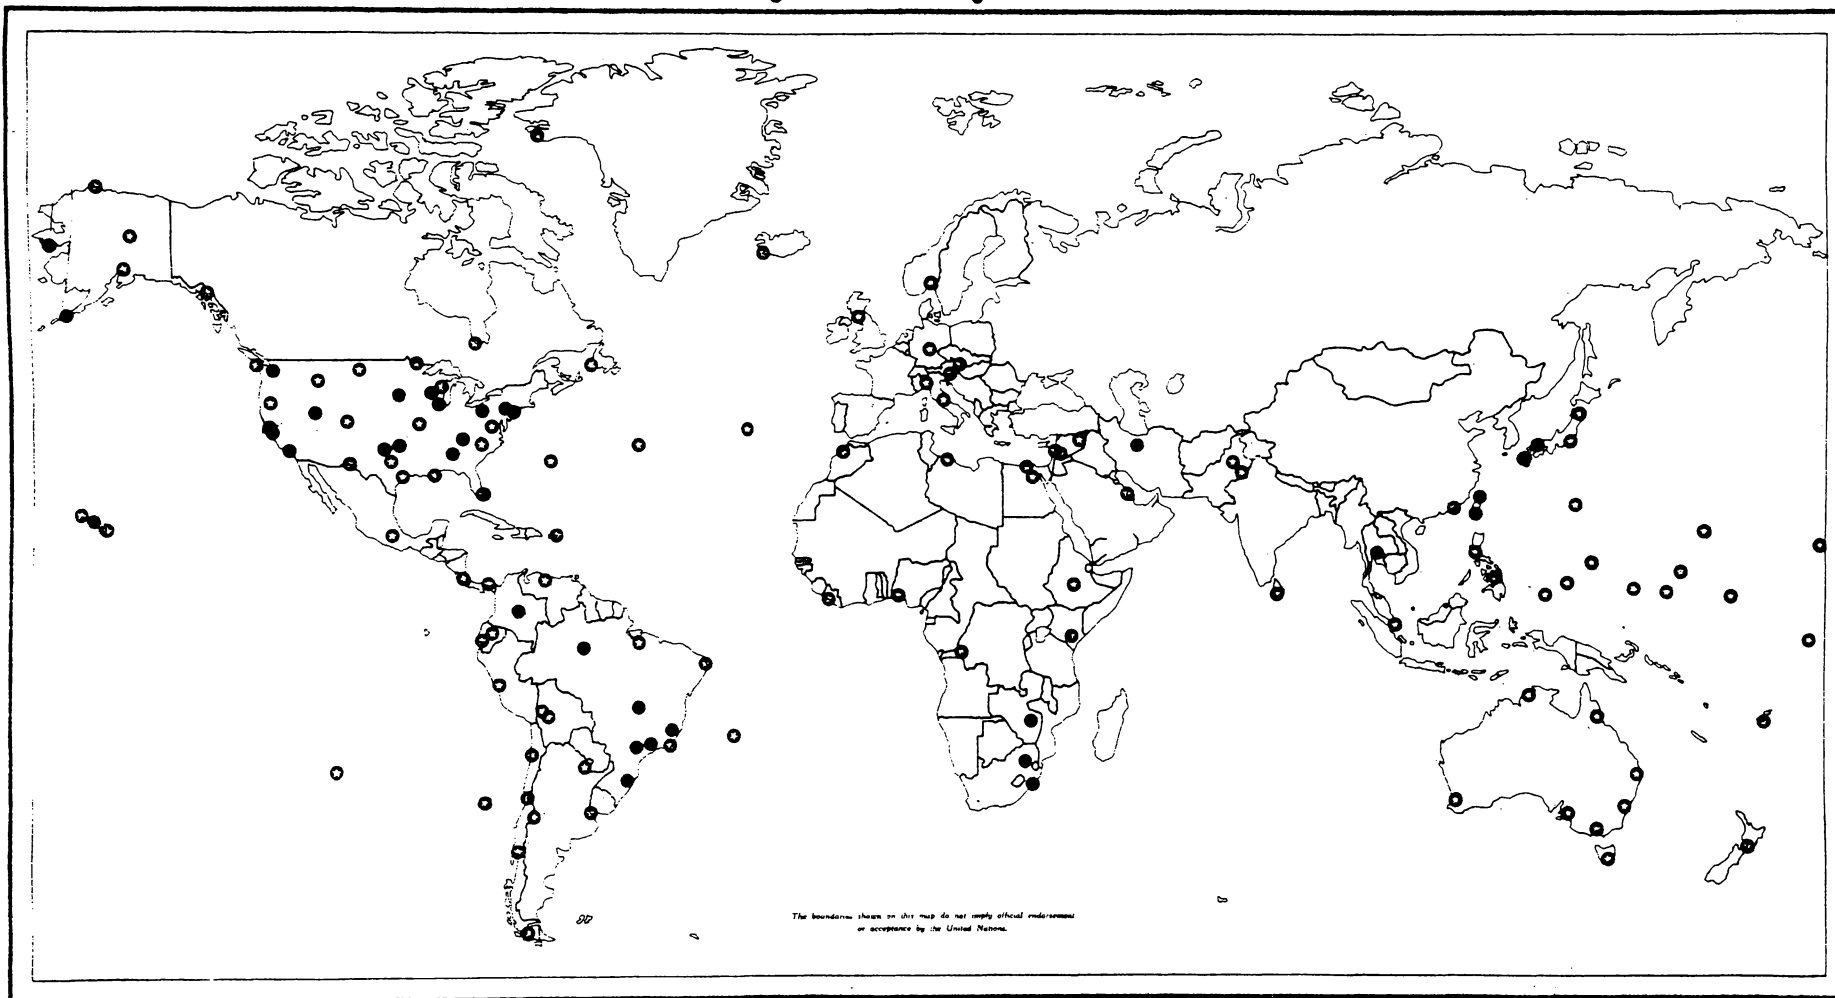 The boundaries shown on this map do not imply official endorsement
or acceptance by the United Nations.